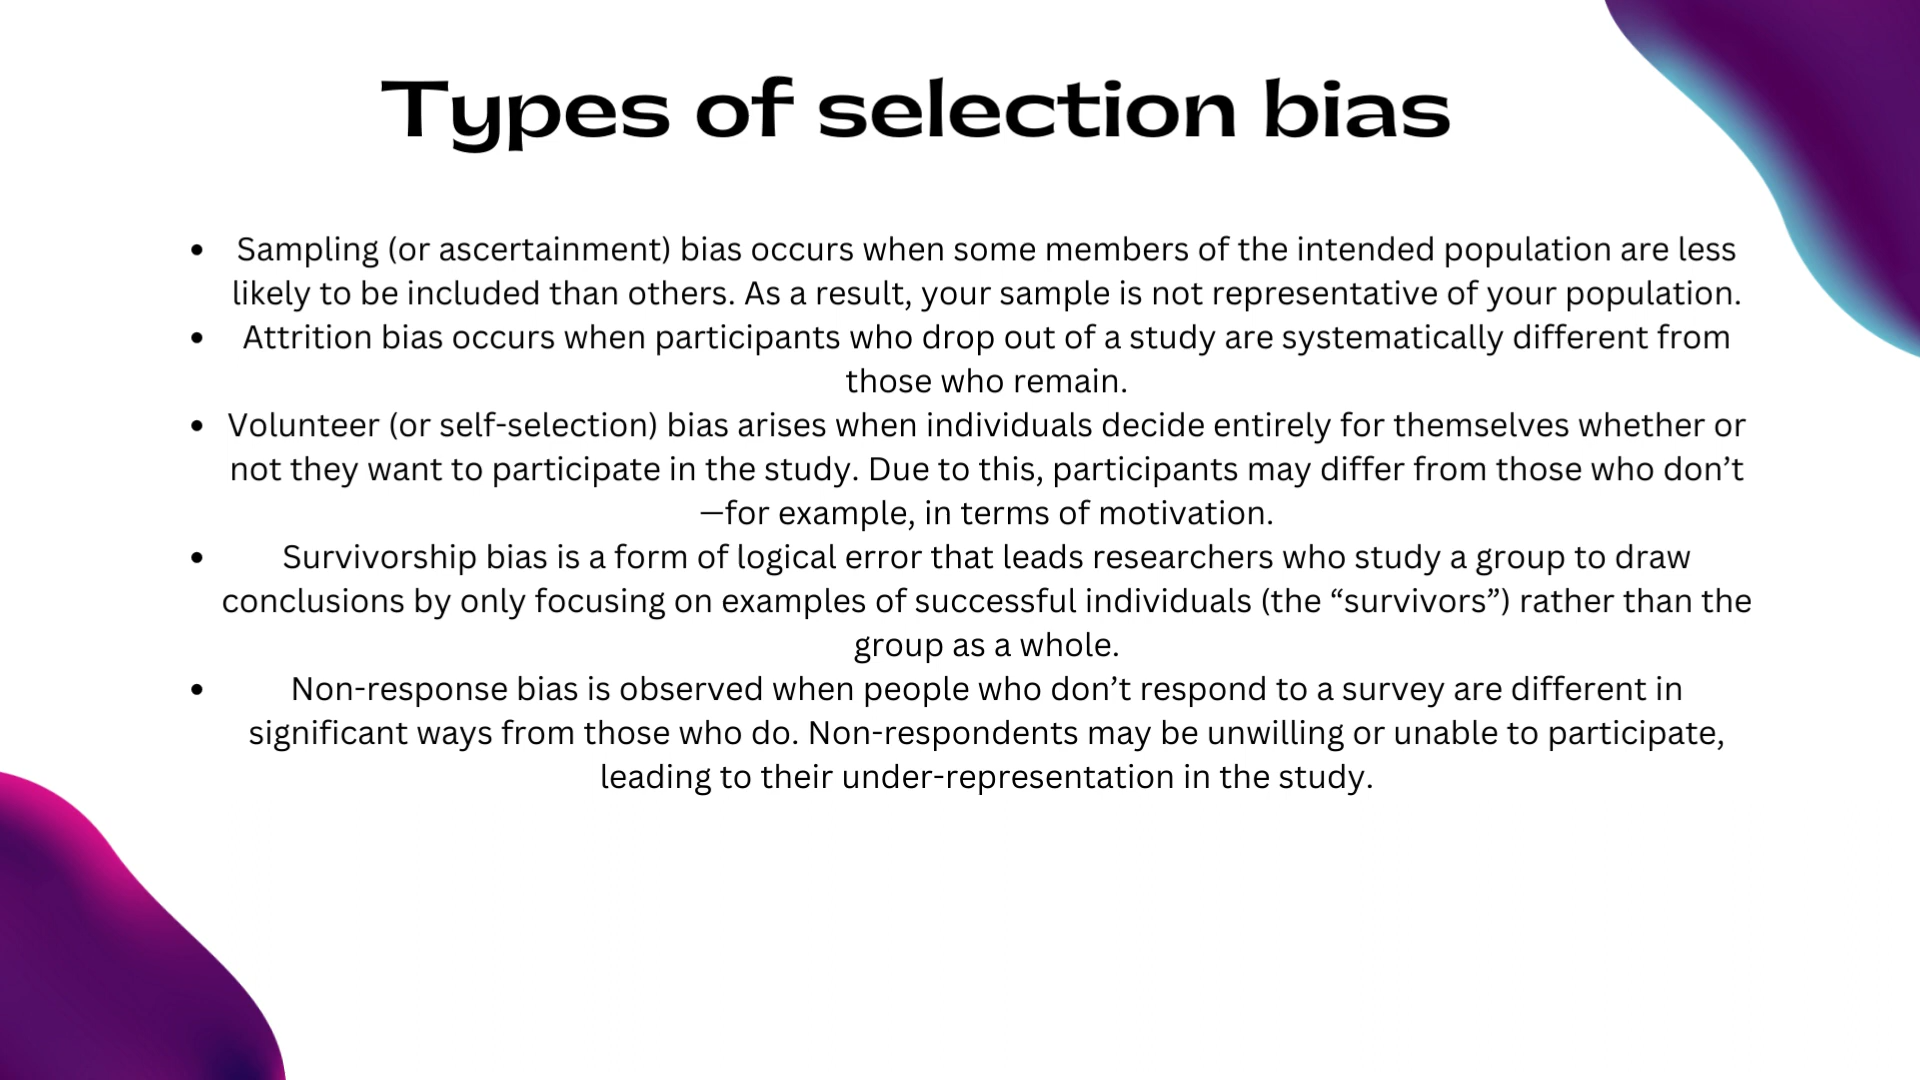 Types of selection bias
• Sampling (or ascertainment) bias occurs when some members of the intended population are less
likely to be included than others. As a result, your sample is not representative of your population.
• Attrition bias occurs when participants who drop out of a study are systematically different from
those who remain.
• Volunteer (or self-selection) bias arises when individuals decide entirely for themselves whether or
not they want to participate in the study. Due to this, participants may differ from those who don’t
—for example, in terms of motivation.
• Survivorship bias is a form of logical error that leads researchers who study a group to draw
conclusions by only focusing on examples of successful individuals (the “survivors”) rather than the
group as a whole.
• Non-response bias is observed when people who don’t respond to a survey are different in
significant ways from those who do. Non-respondents may be unwilling or unable to participate,
leading to their under-representation in the study.